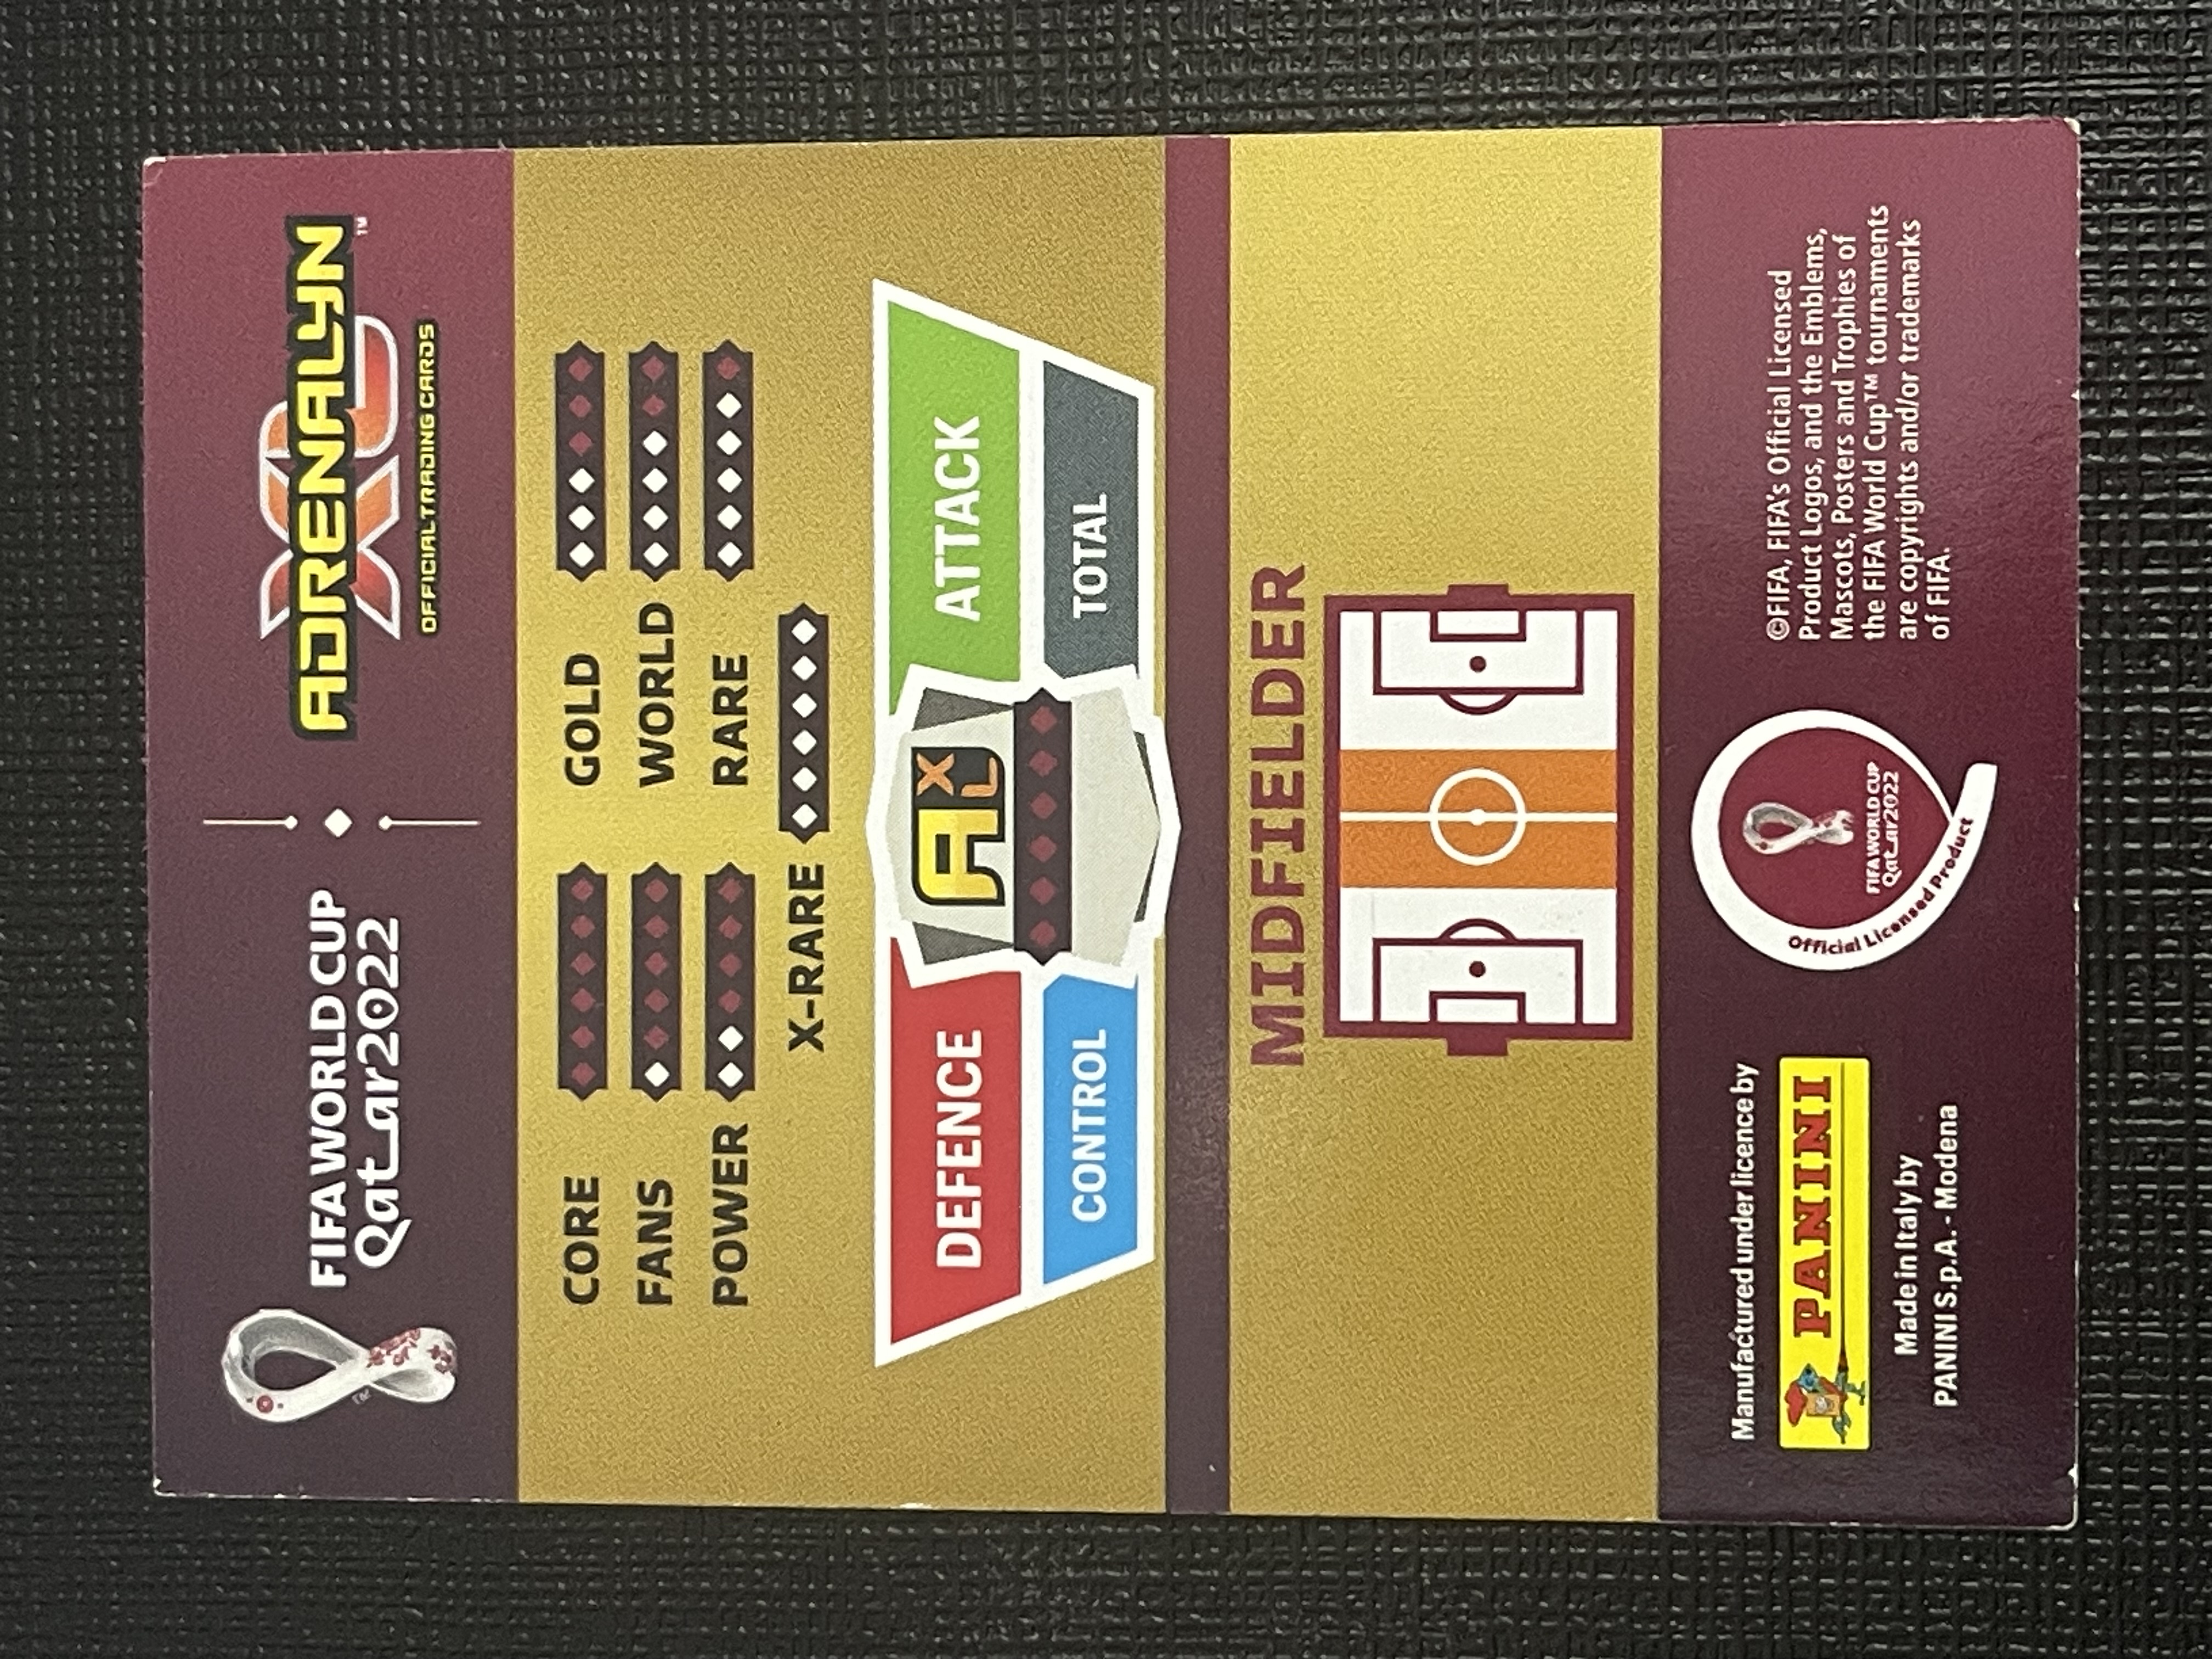 FIFA WORLD CUP
Qatar2022
TM
XL
ADRENALYN
TM
OFFICIAL TRADING CARDS
CORE
GOLD
FANS
WORLD
POWER
RARE
X-RARE
DEFENCE
A XL
ATTACK
CONTROL
TOTAL
MIDFIELDER
Manufactured under licence by
PANINI
Made in Italy by
PANINI S.p.A. - Modena
FIFA WORLD CUP
Qatar2022
Official Licensed Product
©FIFA, FIFA's Official Licensed
Product Logos, and the Emblems,
Mascots, Posters and Trophies of
the FIFA World Cup™ tournaments
are copyrights and/or trademarks
of FIFA.